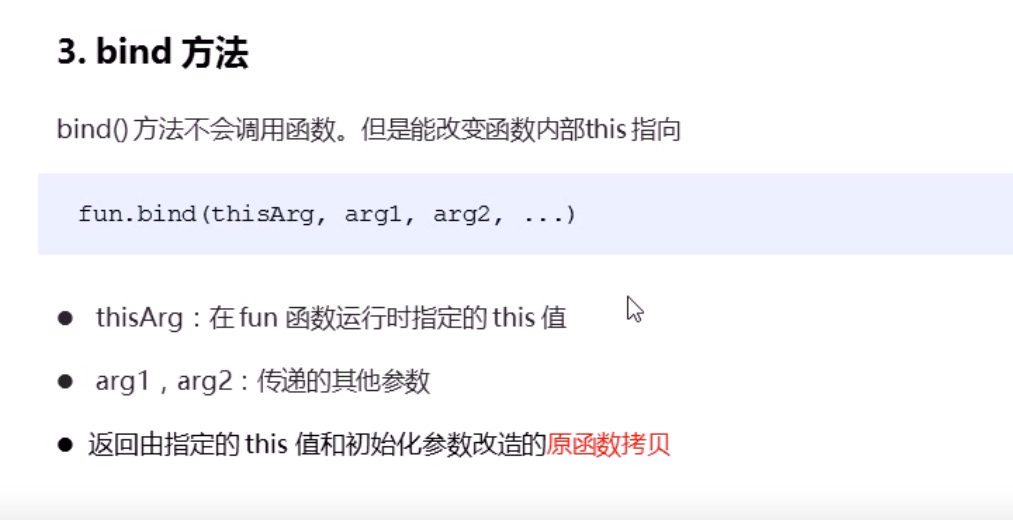 3. bind 方法
bind() 方法不会调用函数。但是能改变函数内部this 指向
fun.bind(thisArg, arg1, arg2, ...)
● thisArg：在 fun 函数运行时指定的 this 值
● arg1，arg2：传递的其他参数
● 返回由指定的 this 值和初始化参数改造的原函数拷贝